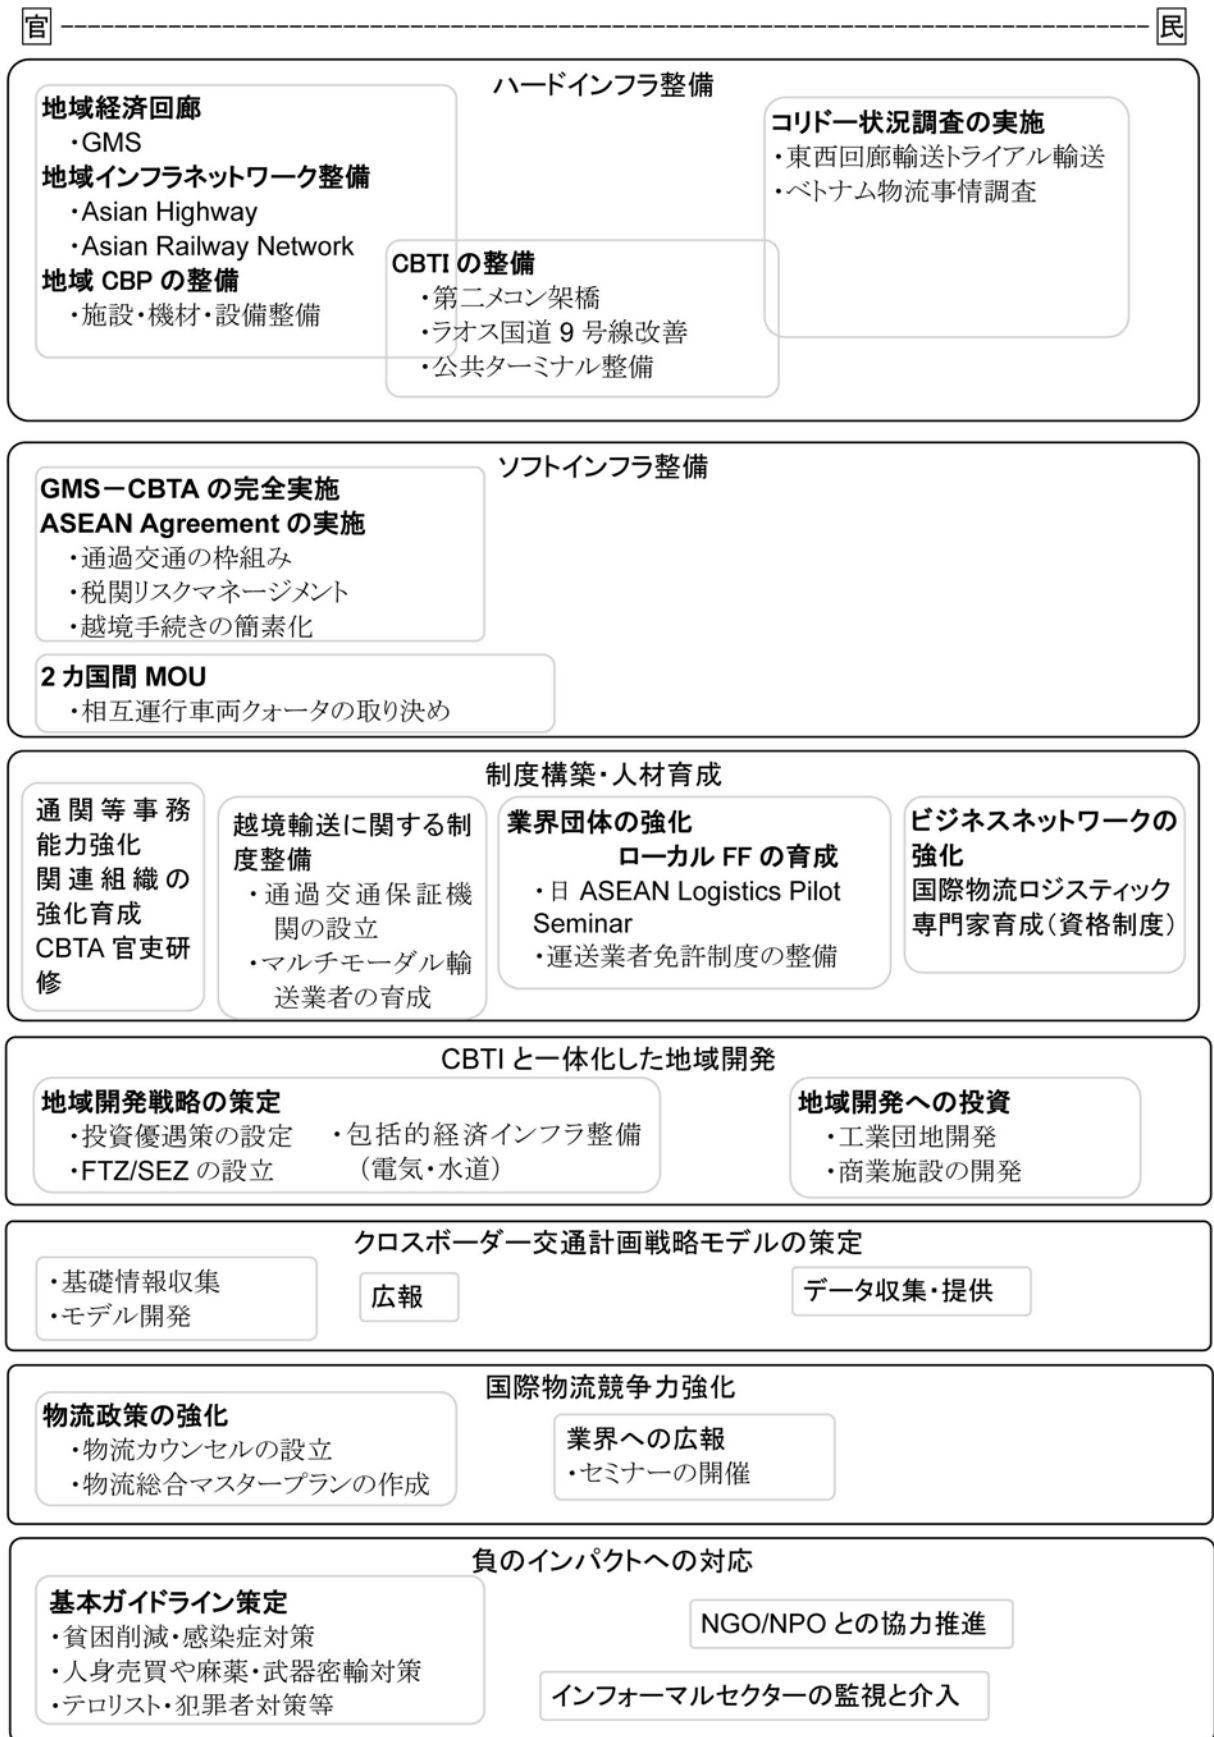 官
民
ハードインフラ整備
地域経済回廊
・GMS
地域インフラネットワーク整備
・Asian Highway
・Asian Railway Network
地域 CBP の整備
・施設・機材・設備整備
CBTI の整備
・第二メコン架橋
・ラオス国道 9 号線改善
・公共ターミナル整備
コリドー状況調査の実施
・東西回廊輸送トライアル輸送
・ベトナム物流事情調査
ソフトインフラ整備
GMS－CBTA の完全実施
ASEAN Agreement の実施
・通過交通の枠組み
・税関リスクマネージメント
・越境手続きの簡素化
2 カ国間 MOU
・相互運行車両クォータの取り決め
制度構築・人材育成
通関等事務
能力強化
関連組織の
強化育成
CBTA 官吏研
修
越境輸送に関する制
度整備
・通過交通保証機
関の設立
・マルチモーダル輸
送業者の育成
業界団体の強化
ローカル FF の育成
・日 ASEAN Logistics Pilot
Seminar
・運送業者免許制度の整備
ビジネスネットワークの
強化
国際物流ロジスティック
専門家育成（資格制度）
CBTI と一体化した地域開発
地域開発戦略の策定
・投資優遇策の設定
・FTZ/SEZ の設立
・包括的経済インフラ整備
（電気・水道）
地域開発への投資
・工業団地開発
・商業施設の開発
クロスボーダー交通計画戦略モデルの策定
・基礎情報収集
・モデル開発
広報
データ収集・提供
国際物流競争力強化
物流政策の強化
・物流カウンセルの設立
・物流総合マスタープランの作成
業界への広報
・セミナーの開催
負のインパクトへの対応
基本ガイドライン策定
・貧困削減・感染症対策
・人身売買や麻薬・武器密輸対策
・テロリスト・犯罪者対策等
NGO/NPO との協力推進
インフォーマルセクターの監視と介入